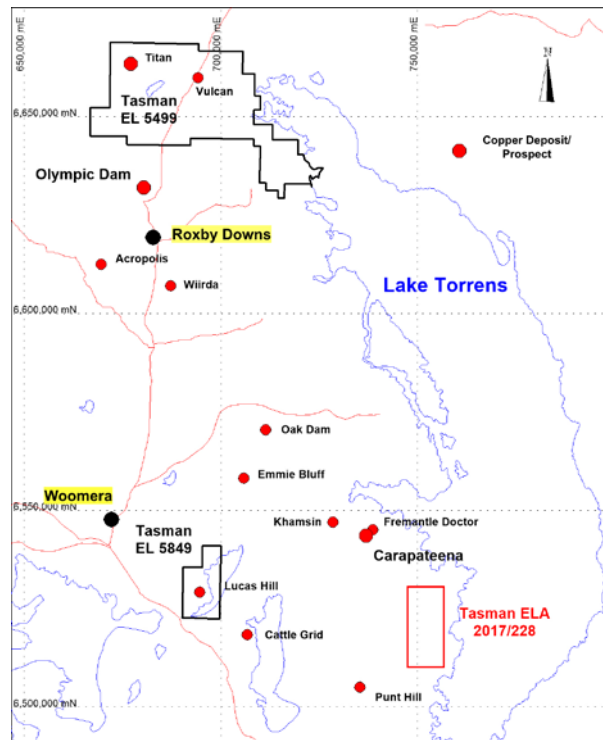 650,000 mE
700,000 mE
750,000 mE
Titan
Vulcan
Tasman
EL 5499
N
6,650,000 mN
Copper Deposit/
Prospect
Olympic Dam
Roxby Downs
Acropolis
Wiirda
Lake Torrens
6,600,000 mN
Oak Dam
Emmie Bluff
Woomera
6,550,000 mN
Khamsin
Fremantle Doctor
Tasman
EL 5849
Carapateena
Lucas Hill
Tasman ELA
2017/228
Cattle Grid
Punt Hill
6,500,000 mN